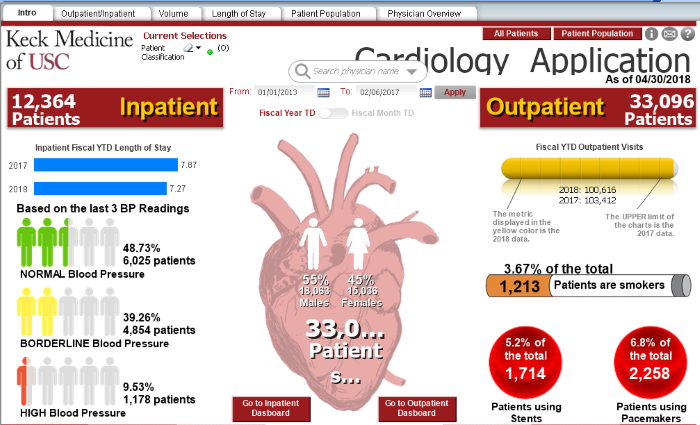 Intro Outpatient/Inpatient Volume Length of Stay Patient Population Physician Overview
Keck Medicine
of USC
Current Selections
Patient
Classification
(0)
All Patients Patient Population
Cardiology Application
As of 04/30/2018
Search physician name
From: 01/01/2013 To: 02/06/2017 Apply
Fiscal Year TD Fiscal Month TD
12,364
Patients
Inpatient
Outpatient
33,096
Patients
Inpatient Fiscal YTD Length of Stay
2017 7.87
2018 7.27
Based on the last 3 BP Readings
48.73%
6,025 patients
NORMAL Blood Pressure
39.26%
4,854 patients
BORDERLINE Blood Pressure
9.53%
1,178 patients
HIGH Blood Pressure
55% 45%
18,063 15,036
Males Females
33,0...
Patient
s...
Go to Inpatient
Dasboard
Go to Outpatient
Dasboard
Fiscal YTD Outpatient Visits
2018: 100,616
2017: 103,412
The metric
displayed in the
yellow color is the
2018 data.
The UPPER limit of
the charts is the
2017 data.
3.67% of the total
1,213 Patients are smokers
5.2% of
the total
1,714
Patients using
Stents
6.8% of
the total
2,258
Patients using
Pacemakers